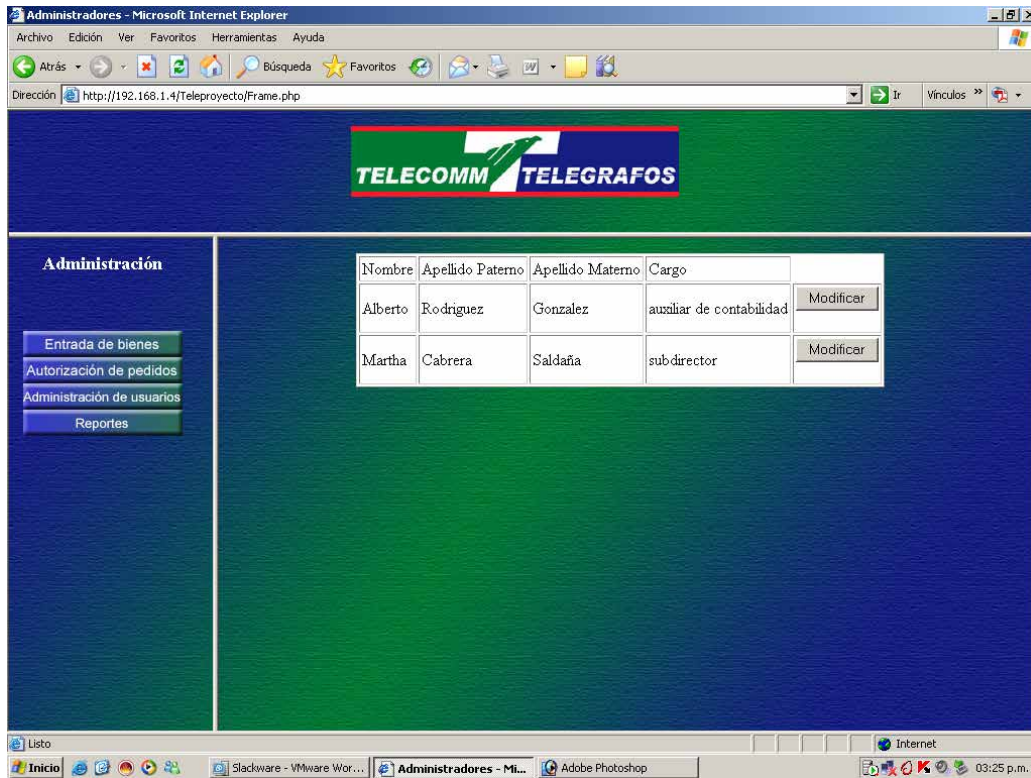 Administradores - Microsoft Internet Explorer
Archivo Edición Ver Favoritos Herramientas Ayuda
Atrás Búsqueda Favoritos
Dirección http://192.168.1.4/Teleproyecto/Frame.php Ir Vínculos »
TELECOMM TELEGRAFOS
Administración
Entrada de bienes
Autorización de pedidos
Administración de usuarios
Reportes
Nombre Apellido Paterno Apellido Materno Cargo
Alberto Rodriguez Gonzalez auxiliar de contabilidad Modificar
Martha Cabrera Saldaña subdirector Modificar
Listo Internet
Inicio Slackware - VMware Wor... Administradores - Mi... Adobe Photoshop 03:25 p.m.